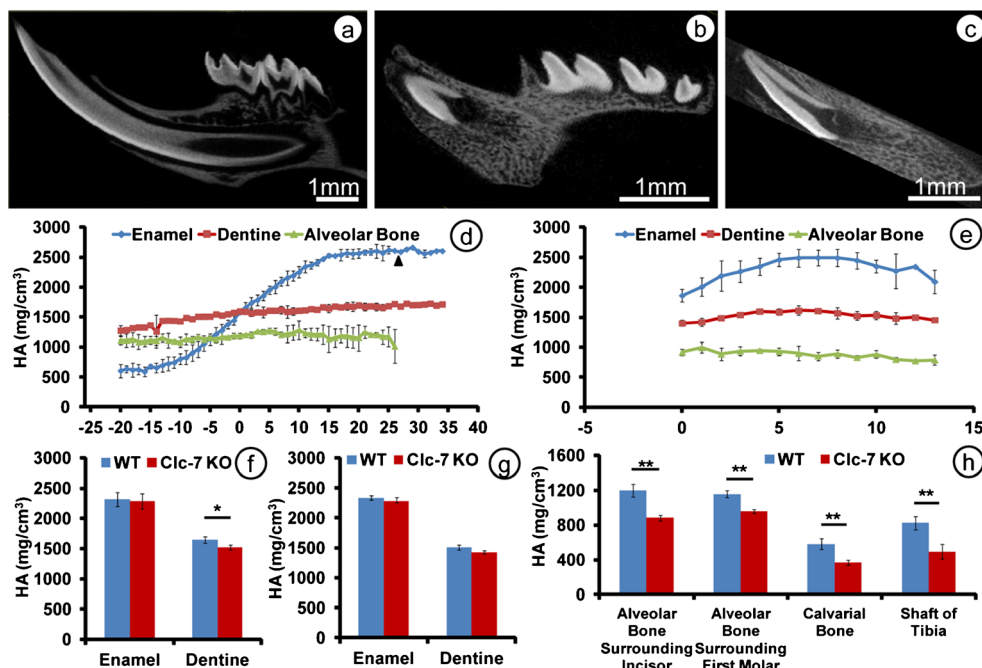 a
1mm
b
1mm
c
1mm
Enamel Dentine Alveolar Bone
d
HA (mg/cm³)
3000
2500
2000
1500
1000
500
0
-25 -20 -15 -10 -5 0 5 10 15 20 25 30 35 40
Enamel Dentine Alveolar Bone
e
HA (mg/cm³)
3000
2500
2000
1500
1000
500
0
-5 0 5 10 15
WT Clc-7 KO
f
HA (mg/cm³)
3000
2500
2000
1500
1000
500
0
*
Enamel Dentine
WT Clc-7 KO
g
HA (mg/cm³)
3000
2500
2000
1500
1000
500
0
Enamel Dentine
WT Clc-7 KO
h
HA (mg/cm³)
1600
1200
800
400
0
** ** ** **
Alveolar Bone Surrounding Incisor
Alveolar Bone Surrounding First Molar
Calvarial Bone
Shaft of Tibia